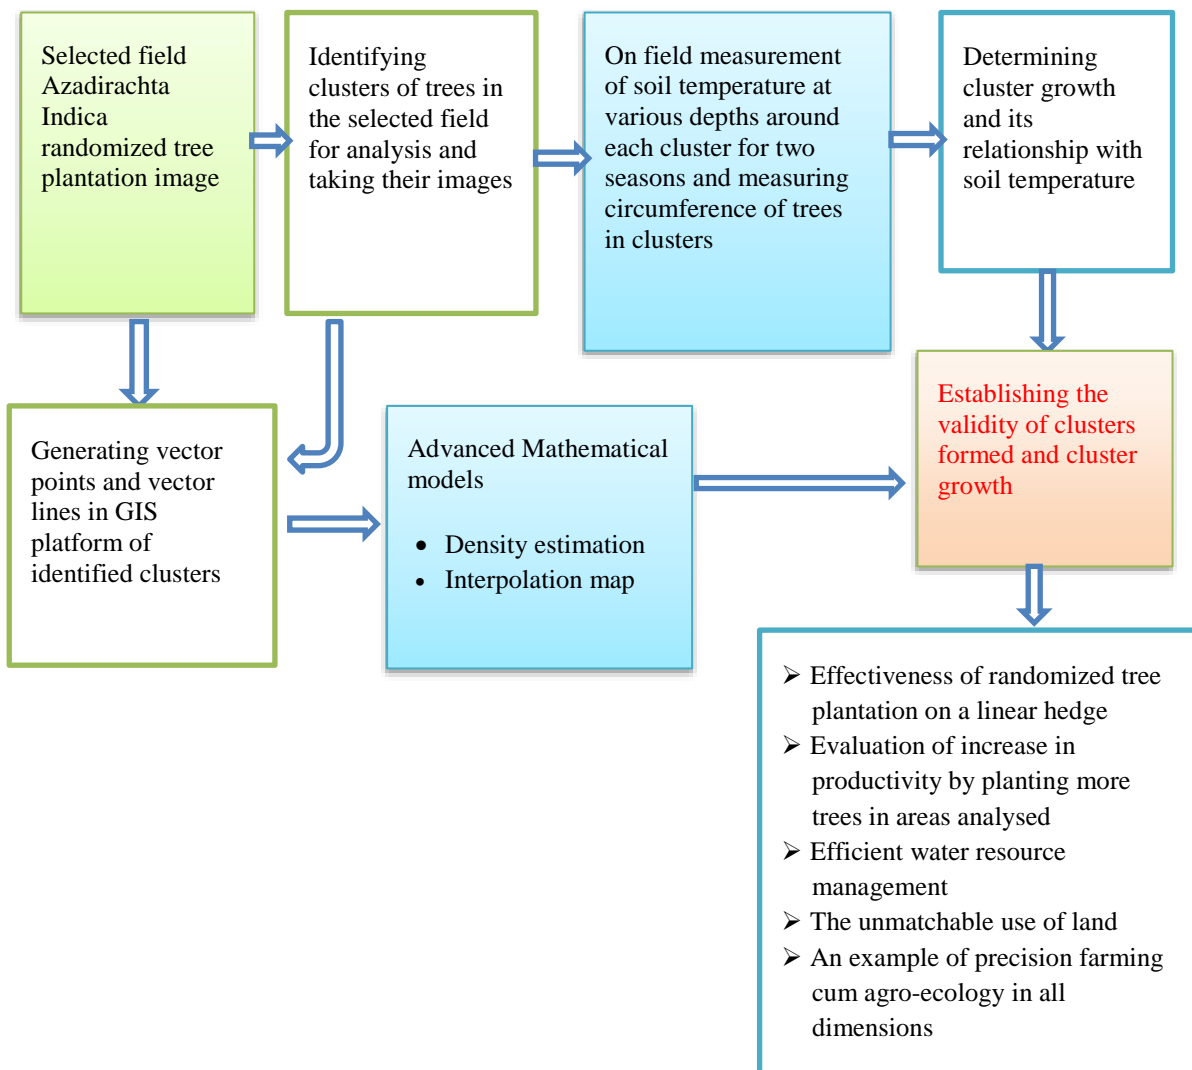 Selected field
Azadirachta
Indica
randomized tree
plantation image
Identifying
clusters of trees in
the selected field
for analysis and
taking their images
On field measurement
of soil temperature at
various depths around
each cluster for two
seasons and measuring
circumference of trees
in clusters
Determining
cluster growth
and its
relationship with
soil temperature
Generating vector
points and vector
lines in GIS
platform of
identified clusters
Advanced Mathematical
models
• Density estimation
• Interpolation map
Establishing the
validity of clusters
formed and cluster
growth
➢ Effectiveness of randomized tree
plantation on a linear hedge
➢ Evaluation of increase in
productivity by planting more
trees in areas analysed
➢ Efficient water resource
management
➢ The unmatchable use of land
➢ An example of precision farming
cum agro-ecology in all
dimensions